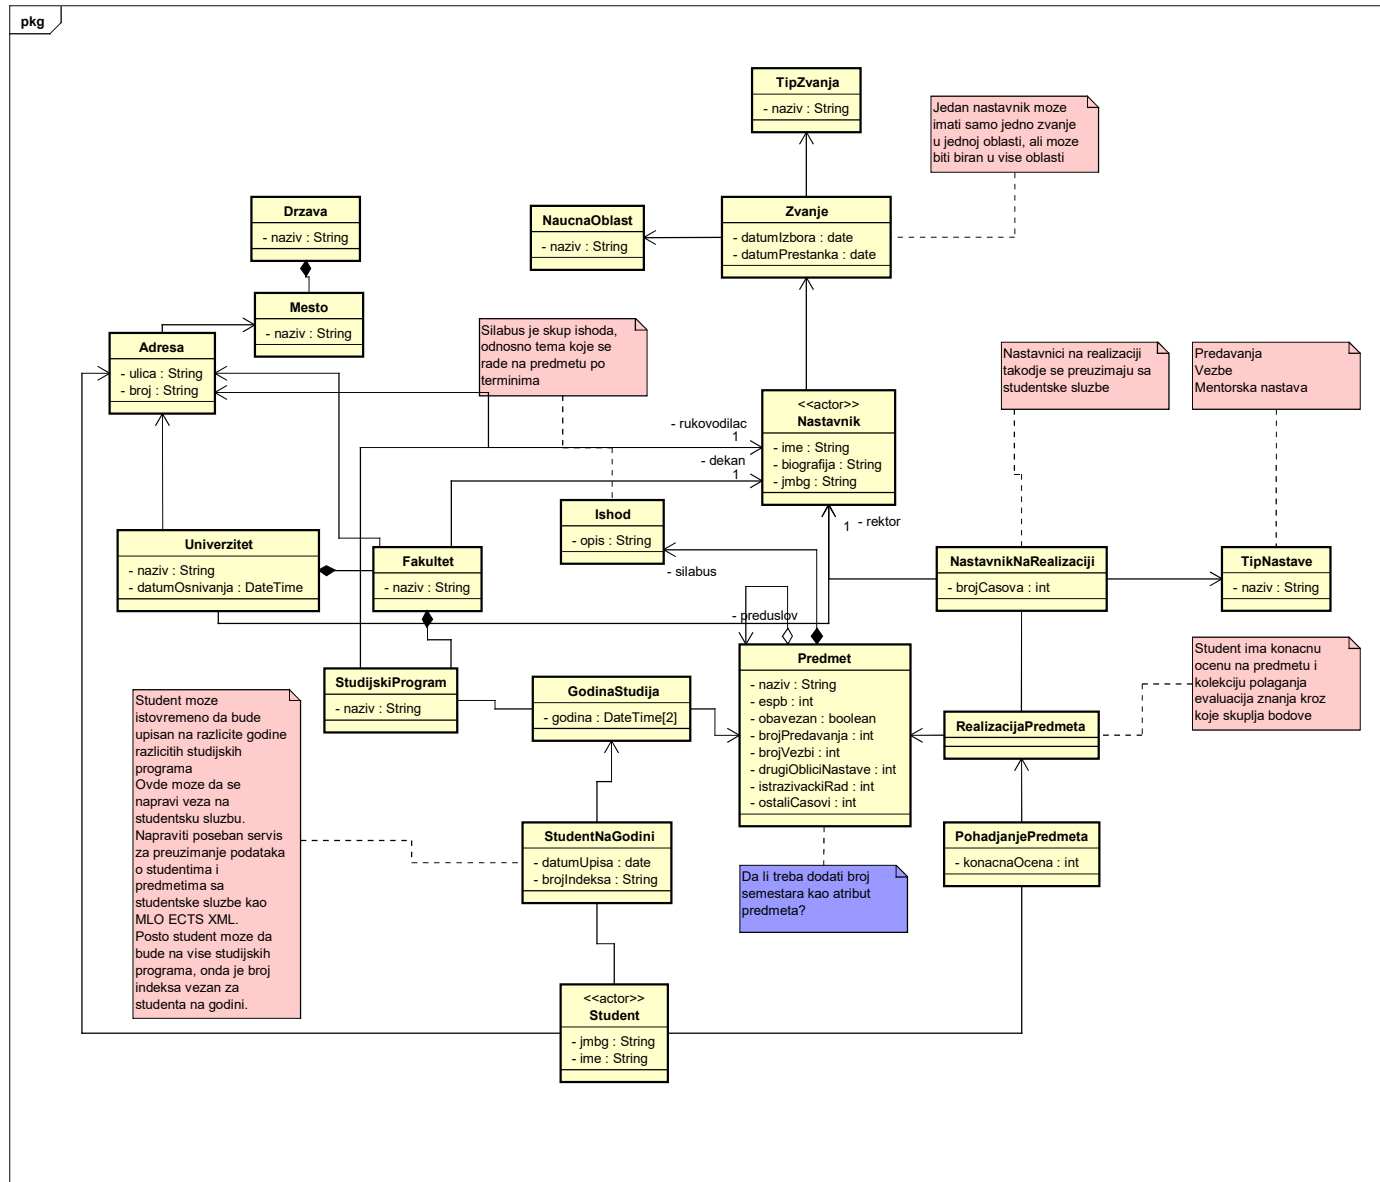 pkg
TipZvanja
- naziv : String
Jedan nastavnik moze
imati samo jedno zvanje
u jednoj oblasti, ali moze
biti biran u vise oblasti
Drzava
- naziv : String
NaucnaOblast
- naziv : String
Zvanje
- datumIzbora : date
- datumPrestanka : date
Mesto
- naziv : String
Adresa
- ulica : String
- broj : String
Silabus je skup ishoda,
odnosno tema koje se
rade na predmetu po
terminima
Nastavnici na realizaciji
takodje se preuzimaju sa
studentske sluzbe
Predavanja
Vezbe
Mentorska nastava
<<actor>>
Nastavnik
- ime : String
- biografija : String
- jmbg : String
- rukovodilac
1
- dekan
1
1
- rektor
Ishod
- opis : String
- silabus
Univerzitet
- naziv : String
- datumOsnivanja : DateTime
Fakultet
- naziv : String
NastavnikNaRealizaciji
- brojCasova : int
TipNastave
- naziv : String
- preduslov
Predmet
- naziv : String
- espb : int
- obavezan : boolean
- brojPredavanja : int
- brojVezbi : int
- drugiObliciNastave : int
- istrazivackiRad : int
- ostaliCasovi : int
Student ima konacnu
ocenu na predmetu i
kolekciju polaganja
evaluacija znanja kroz
koje skuplja bodove
StudijskiProgram
- naziv : String
GodinaStudija
- godina : DateTime[2]
RealizacijaPredmeta
Student moze
istovremeno da bude
upisan na razlicite godine
razlicitih studijskih
programa
Ovde moze da se
napravi veza na
studentsku sluzbu.
Napraviti poseban servis
za preuzimanje podataka
o studentima i
predmetima sa
studentske sluzbe kao
MLO ECTS XML.
Posto student moze da
bude na vise studijskih
programa, onda je broj
indeksa vezan za
studenta na godini.
StudentNaGodini
- datumUpisa : date
- brojIndeksa : String
PohadjanjePredmeta
- konacnaOcena : int
Da li treba dodati broj
semestara kao atribut
predmeta?
<<actor>>
Student
- jmbg : String
- ime : String